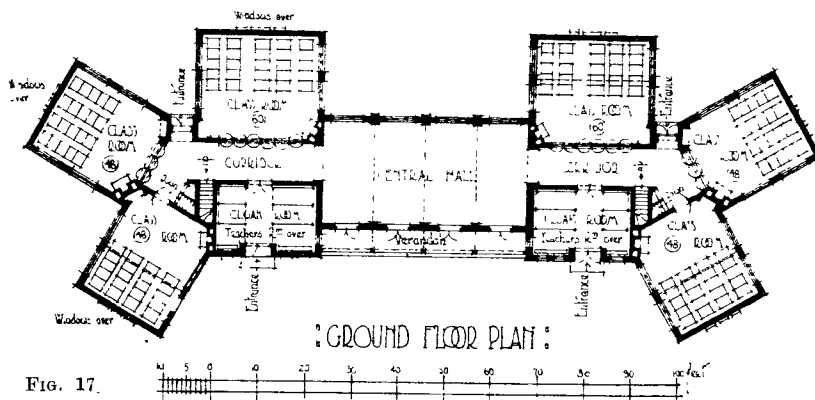 Windows over
Windows over
Entrance
CLASS ROOM
60
CLASS ROOM
48
CORRIDOR
CENTRAL HALL
CLOAK ROOM
Teachers Rm over
CLASS ROOM
48
Windows over
Entrance
Verandah
CLASS ROOM
60
Entrance
CORRIDOR
CLASS ROOM
48
CLOAK ROOM
Teachers Rm over
CLASS ROOM
48
Entrance
: GROUND FLOOR PLAN :
FIG. 17.
10 5 0 10 20 30 40 50 60 70 80 90 100 feet